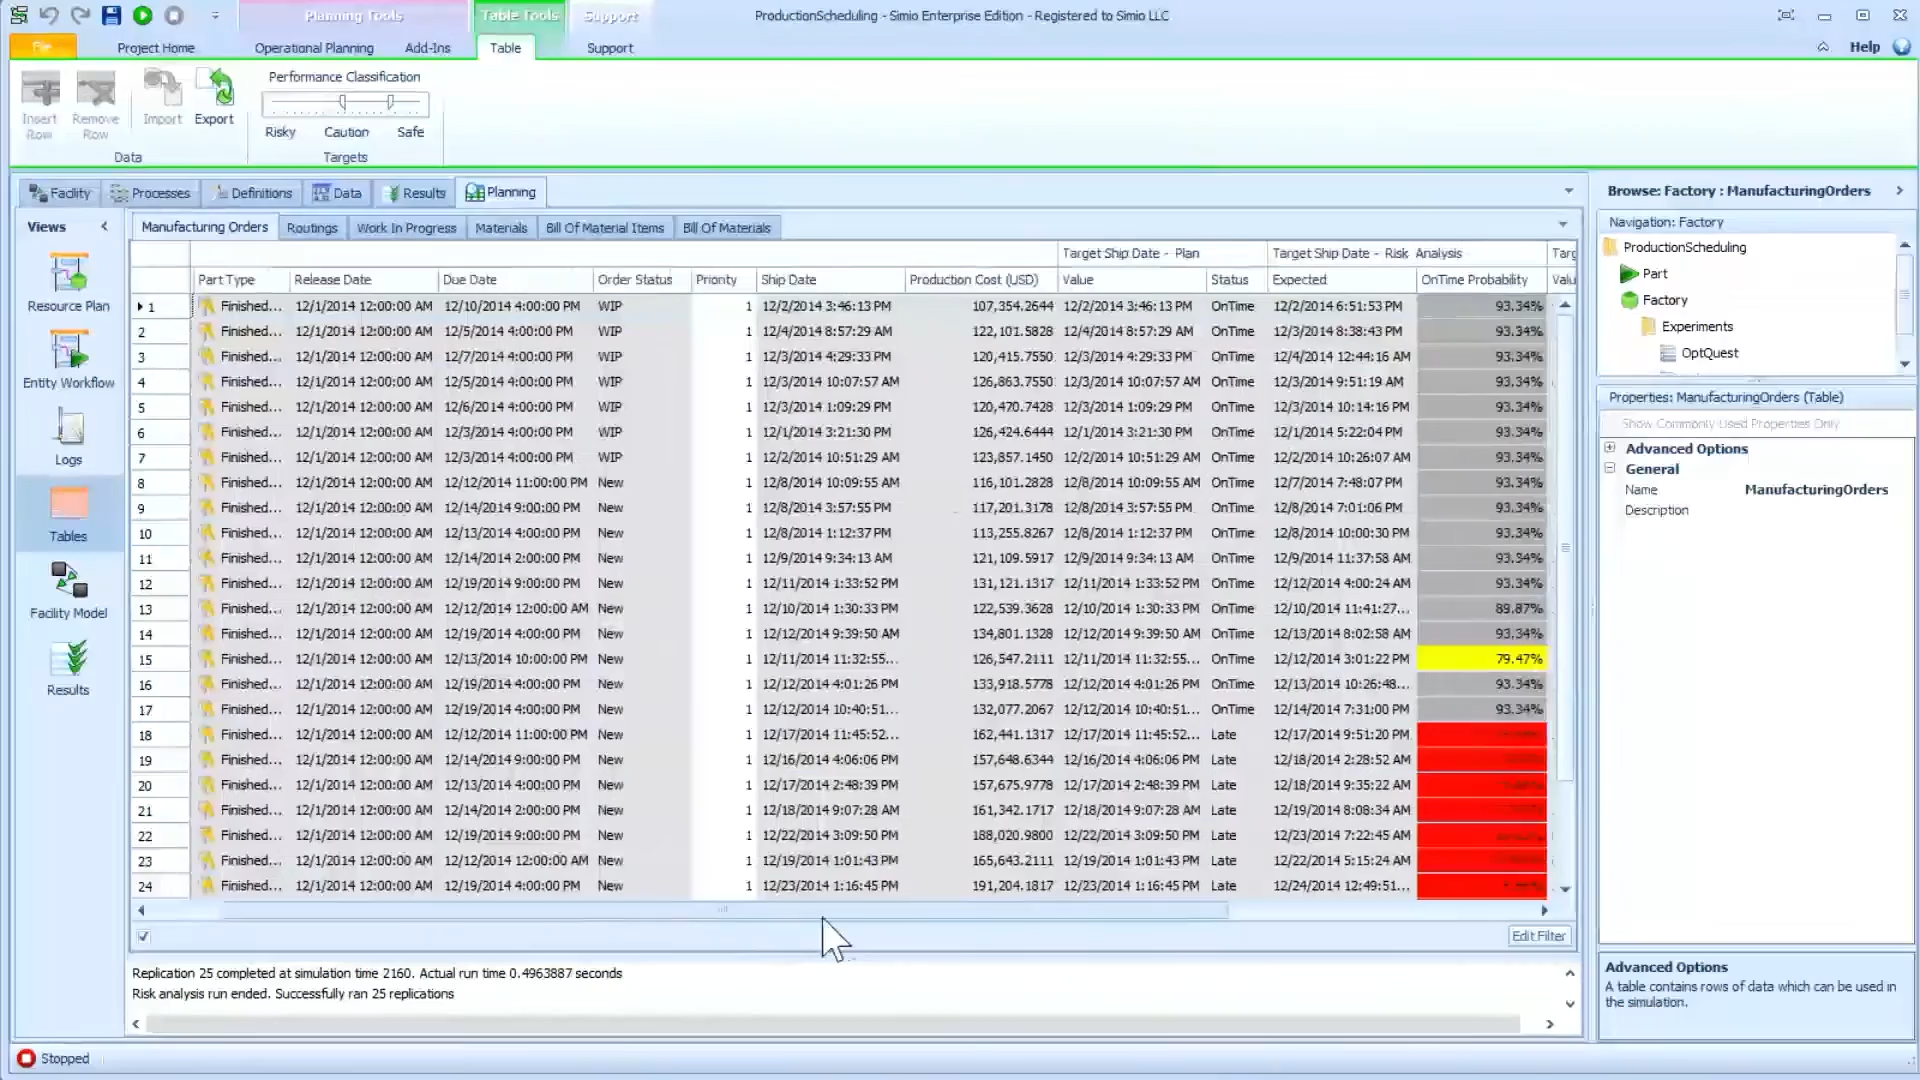 Planning Tools
Table Tools
Support
ProductionScheduling - Simio Enterprise Edition - Registered to Simio LLC
File
Project Home
Operational Planning
Add-Ins
Table
Support
Help
Insert Row
Remove Row
Import
Export
Data
Performance Classification
Risky
Caution
Safe
Targets
Facility
Processes
Definitions
Data
Results
Planning
Views
Resource Plan
Entity Workflow
Logs
Tables
Facility Model
Results
Manufacturing Orders
Routings
Work In Progress
Materials
Bill Of Material Items
Bill Of Materials
Target Ship Date - Plan
Target Ship Date - Risk Analysis
Targ
Part Type Release Date Due Date Order Status Priority Ship Date Production Cost (USD) Value Status Expected OnTime Probability Valu
1 Finished... 12/1/2014 12:00:00 AM 12/10/2014 4:00:00 PM WIP 1 12/2/2014 3:46:13 PM 107,354.2644 12/2/2014 3:46:13 PM OnTime 12/2/2014 6:51:53 PM 93.34%
2 Finished... 12/1/2014 12:00:00 AM 12/5/2014 4:00:00 PM WIP 1 12/4/2014 8:57:29 AM 122,101.5828 12/4/2014 8:57:29 AM OnTime 12/3/2014 8:38:43 PM 93.34%
3 Finished... 12/1/2014 12:00:00 AM 12/7/2014 4:00:00 PM WIP 1 12/3/2014 4:29:33 PM 120,415.7550 12/3/2014 4:29:33 PM OnTime 12/4/2014 12:44:16 AM 93.34%
4 Finished... 12/1/2014 12:00:00 AM 12/5/2014 4:00:00 PM WIP 1 12/3/2014 10:07:57 AM 126,863.7550 12/3/2014 10:07:57 AM OnTime 12/3/2014 9:51:19 AM 93.34%
5 Finished... 12/1/2014 12:00:00 AM 12/6/2014 4:00:00 PM WIP 1 12/3/2014 1:09:29 PM 120,470.7428 12/3/2014 1:09:29 PM OnTime 12/3/2014 10:14:16 PM 93.34%
6 Finished... 12/1/2014 12:00:00 AM 12/3/2014 4:00:00 PM WIP 1 12/1/2014 3:21:30 PM 126,424.6444 12/1/2014 3:21:30 PM OnTime 12/1/2014 5:22:04 PM 93.34%
7 Finished... 12/1/2014 12:00:00 AM 12/3/2014 4:00:00 PM WIP 1 12/2/2014 10:51:29 AM 123,857.1450 12/2/2014 10:51:29 AM OnTime 12/2/2014 10:26:07 AM 93.34%
8 Finished... 12/1/2014 12:00:00 AM 12/12/2014 11:00:00 PM New 1 12/8/2014 10:09:55 AM 116,101.2828 12/8/2014 10:09:55 AM OnTime 12/7/2014 7:48:07 PM 93.34%
9 Finished... 12/1/2014 12:00:00 AM 12/14/2014 9:00:00 PM New 1 12/8/2014 3:57:55 PM 117,201.3178 12/8/2014 3:57:55 PM OnTime 12/8/2014 7:01:06 PM 93.34%
10 Finished... 12/1/2014 12:00:00 AM 12/13/2014 4:00:00 PM New 1 12/8/2014 1:12:37 PM 113,255.8267 12/8/2014 1:12:37 PM OnTime 12/8/2014 10:00:30 PM 93.34%
11 Finished... 12/1/2014 12:00:00 AM 12/14/2014 2:00:00 PM New 1 12/9/2014 9:34:13 AM 121,109.5917 12/9/2014 9:34:13 AM OnTime 12/9/2014 11:37:58 AM 93.34%
12 Finished... 12/1/2014 12:00:00 AM 12/19/2014 9:00:00 PM New 1 12/11/2014 1:33:52 PM 131,121.1317 12/11/2014 1:33:52 PM OnTime 12/12/2014 4:00:24 AM 93.34%
13 Finished... 12/1/2014 12:00:00 AM 12/12/2014 12:00:00 AM New 1 12/10/2014 1:30:33 PM 122,539.3628 12/10/2014 1:30:33 PM OnTime 12/10/2014 11:41:27... 89.87%
14 Finished... 12/1/2014 12:00:00 AM 12/19/2014 4:00:00 PM New 1 12/12/2014 9:39:50 AM 134,801.1328 12/12/2014 9:39:50 AM OnTime 12/13/2014 8:02:58 AM 93.34%
15 Finished... 12/1/2014 12:00:00 AM 12/13/2014 10:00:00 PM New 1 12/11/2014 11:32:55... 126,547.2111 12/11/2014 11:32:55... OnTime 12/12/2014 3:01:22 PM 79.47%
16 Finished... 12/1/2014 12:00:00 AM 12/19/2014 4:00:00 PM New 1 12/12/2014 4:01:26 PM 133,918.5778 12/12/2014 4:01:26 PM OnTime 12/13/2014 10:26:48... 93.34%
17 Finished... 12/1/2014 12:00:00 AM 12/19/2014 4:00:00 PM New 1 12/12/2014 10:40:51... 132,077.2067 12/12/2014 10:40:51... OnTime 12/14/2014 7:31:00 PM 93.34%
18 Finished... 12/1/2014 12:00:00 AM 12/12/2014 11:00:00 PM New 1 12/17/2014 11:45:52... 162,441.1317 12/17/2014 11:45:52... Late 12/17/2014 9:51:20 PM
19 Finished... 12/1/2014 12:00:00 AM 12/14/2014 9:00:00 PM New 1 12/16/2014 4:06:06 PM 157,648.6344 12/16/2014 4:06:06 PM Late 12/18/2014 2:28:52 AM
20 Finished... 12/1/2014 12:00:00 AM 12/13/2014 4:00:00 PM New 1 12/17/2014 2:48:39 PM 157,675.9778 12/17/2014 2:48:39 PM Late 12/18/2014 9:35:22 AM
21 Finished... 12/1/2014 12:00:00 AM 12/14/2014 2:00:00 PM New 1 12/18/2014 9:07:28 AM 161,342.1717 12/18/2014 9:07:28 AM Late 12/19/2014 8:08:34 AM
22 Finished... 12/1/2014 12:00:00 AM 12/19/2014 9:00:00 PM New 1 12/22/2014 3:09:50 PM 188,020.9800 12/22/2014 3:09:50 PM Late 12/23/2014 7:22:45 AM
23 Finished... 12/1/2014 12:00:00 AM 12/12/2014 12:00:00 AM New 1 12/19/2014 1:01:43 PM 165,643.2111 12/19/2014 1:01:43 PM Late 12/22/2014 5:15:24 AM
24 Finished... 12/1/2014 12:00:00 AM 12/19/2014 4:00:00 PM New 1 12/23/2014 1:16:45 PM 191,204.1817 12/23/2014 1:16:45 PM Late 12/24/2014 12:49:51...
Edit Filter
Replication 25 completed at simulation time 2160. Actual run time 0.4963887 seconds
Risk analysis run ended. Successfully ran 25 replications
Stopped
Browse: Factory : ManufacturingOrders
Navigation: Factory
ProductionScheduling
Part
Factory
Experiments
OptQuest
Properties: ManufacturingOrders (Table)
Show Commonly Used Properties Only
Advanced Options
General
Name ManufacturingOrders
Description
Advanced Options
A table contains rows of data which can be used in
the simulation.